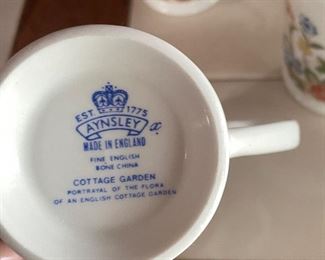 EST 1775
AYNSLEY
MADE IN ENGLAND
FINE ENGLISH
BONE CHINA
COTTAGE GARDEN
PORTRAYAL OF THE FLORA
OF AN ENGLISH COTTAGE GARDEN